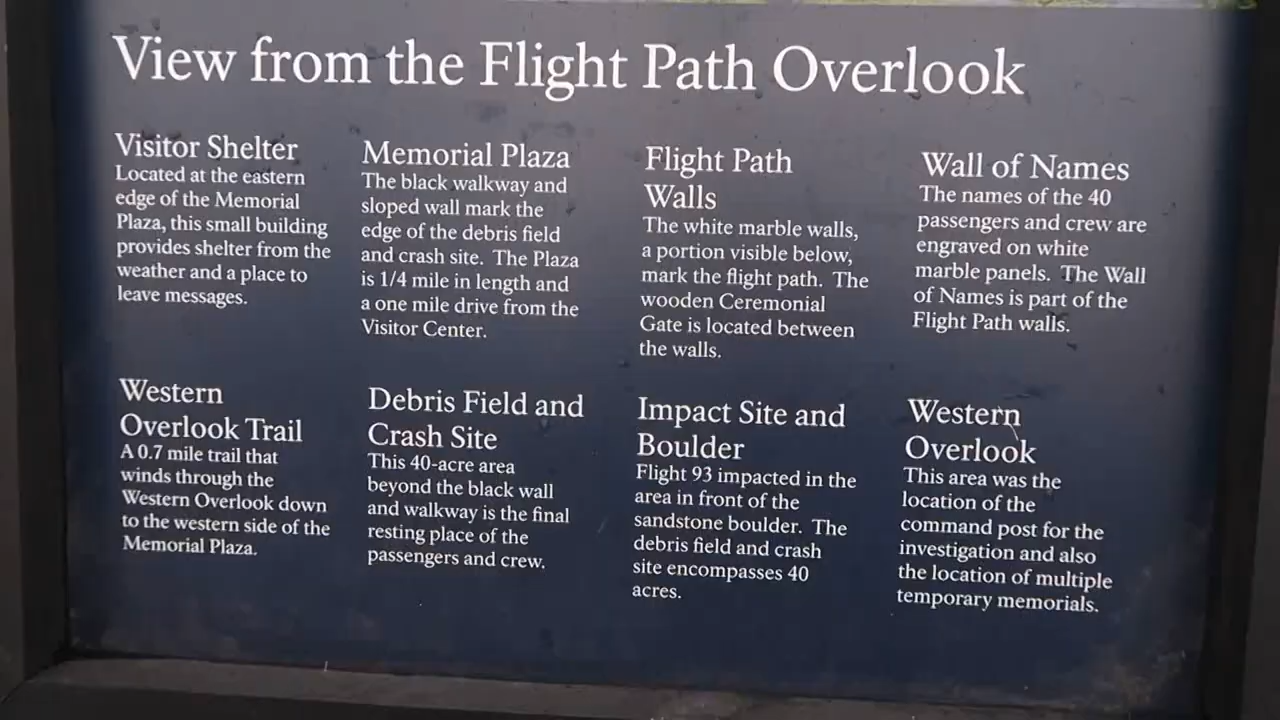 View from the Flight Path Overlook
Visitor Shelter
Located at the eastern
edge of the Memorial
Plaza, this small building
provides shelter from the
weather and a place to
leave messages.
Memorial Plaza
The black walkway and
sloped wall mark the
edge of the debris field
and crash site. The Plaza
is 1/4 mile in length and
a one mile drive from the
Visitor Center.
Flight Path
Walls
The white marble walls,
a portion visible below,
mark the flight path. The
wooden Ceremonial
Gate is located between
the walls.
Wall of Names
The names of the 40
passengers and crew are
engraved on white
marble panels. The Wall
of Names is part of the
Flight Path walls.
Western
Overlook Trail
A 0.7 mile trail that
winds through the
Western Overlook down
to the western side of the
Memorial Plaza.
Debris Field and
Crash Site
This 40-acre area
beyond the black wall
and walkway is the final
resting place of the
passengers and crew.
Impact Site and
Boulder
Flight 93 impacted in the
area in front of the
sandstone boulder. The
debris field and crash
site encompasses 40
acres.
Western
Overlook
This area was the
location of the
command post for the
investigation and also
the location of multiple
temporary memorials.